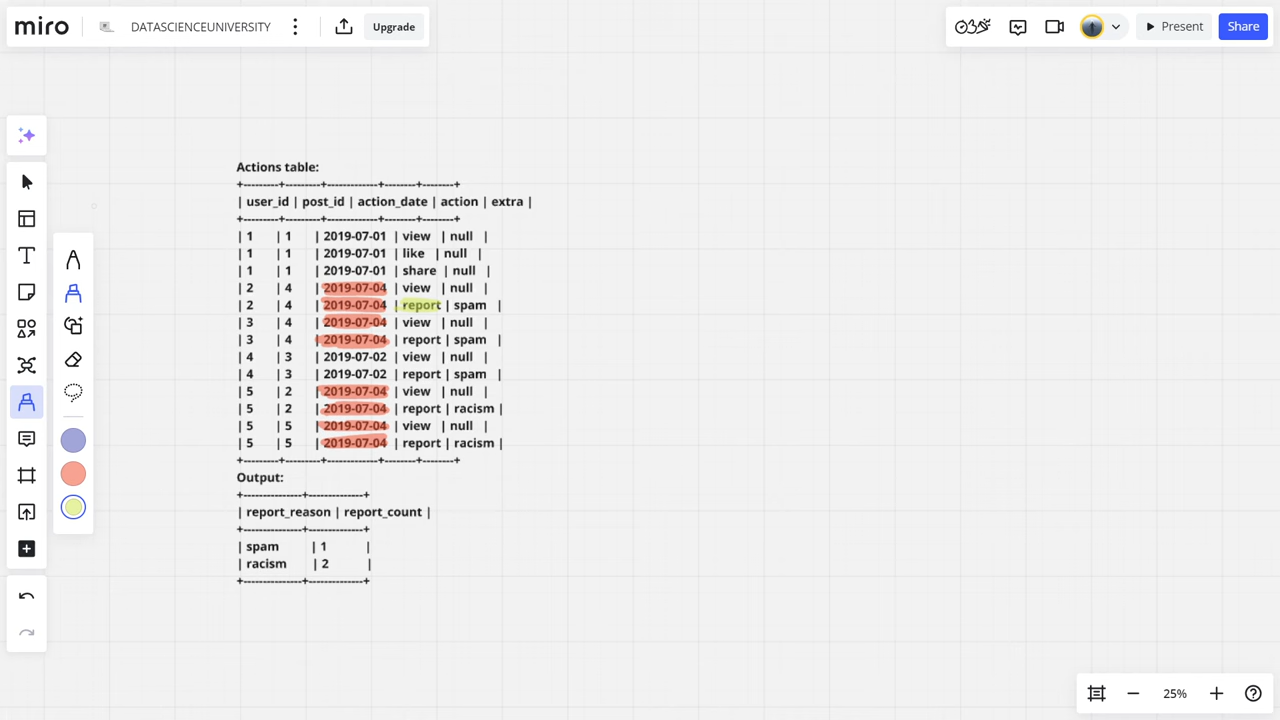 miro DATASCIENCEUNIVERSITY Upgrade Present Share
Actions table:
+---------+---------+-------------+--------+--------+
| user_id | post_id | action_date | action | extra |
+---------+---------+-------------+--------+--------+
| 1 | 1 | 2019-07-01 | view | null |
| 1 | 1 | 2019-07-01 | like | null |
| 1 | 1 | 2019-07-01 | share | null |
| 2 | 4 | 2019-07-04 | view | null |
| 2 | 4 | 2019-07-04 | report | spam |
| 3 | 4 | 2019-07-04 | view | null |
| 3 | 4 | 2019-07-04 | report | spam |
| 4 | 3 | 2019-07-02 | view | null |
| 4 | 3 | 2019-07-02 | report | spam |
| 5 | 2 | 2019-07-04 | view | null |
| 5 | 2 | 2019-07-04 | report | racism |
| 5 | 5 | 2019-07-04 | view | null |
| 5 | 5 | 2019-07-04 | report | racism |
+---------+---------+-------------+--------+--------+
Output:
+---------------+--------------+
| report_reason | report_count |
+---------------+--------------+
| spam | 1 |
| racism | 2 |
+---------------+--------------+
25%